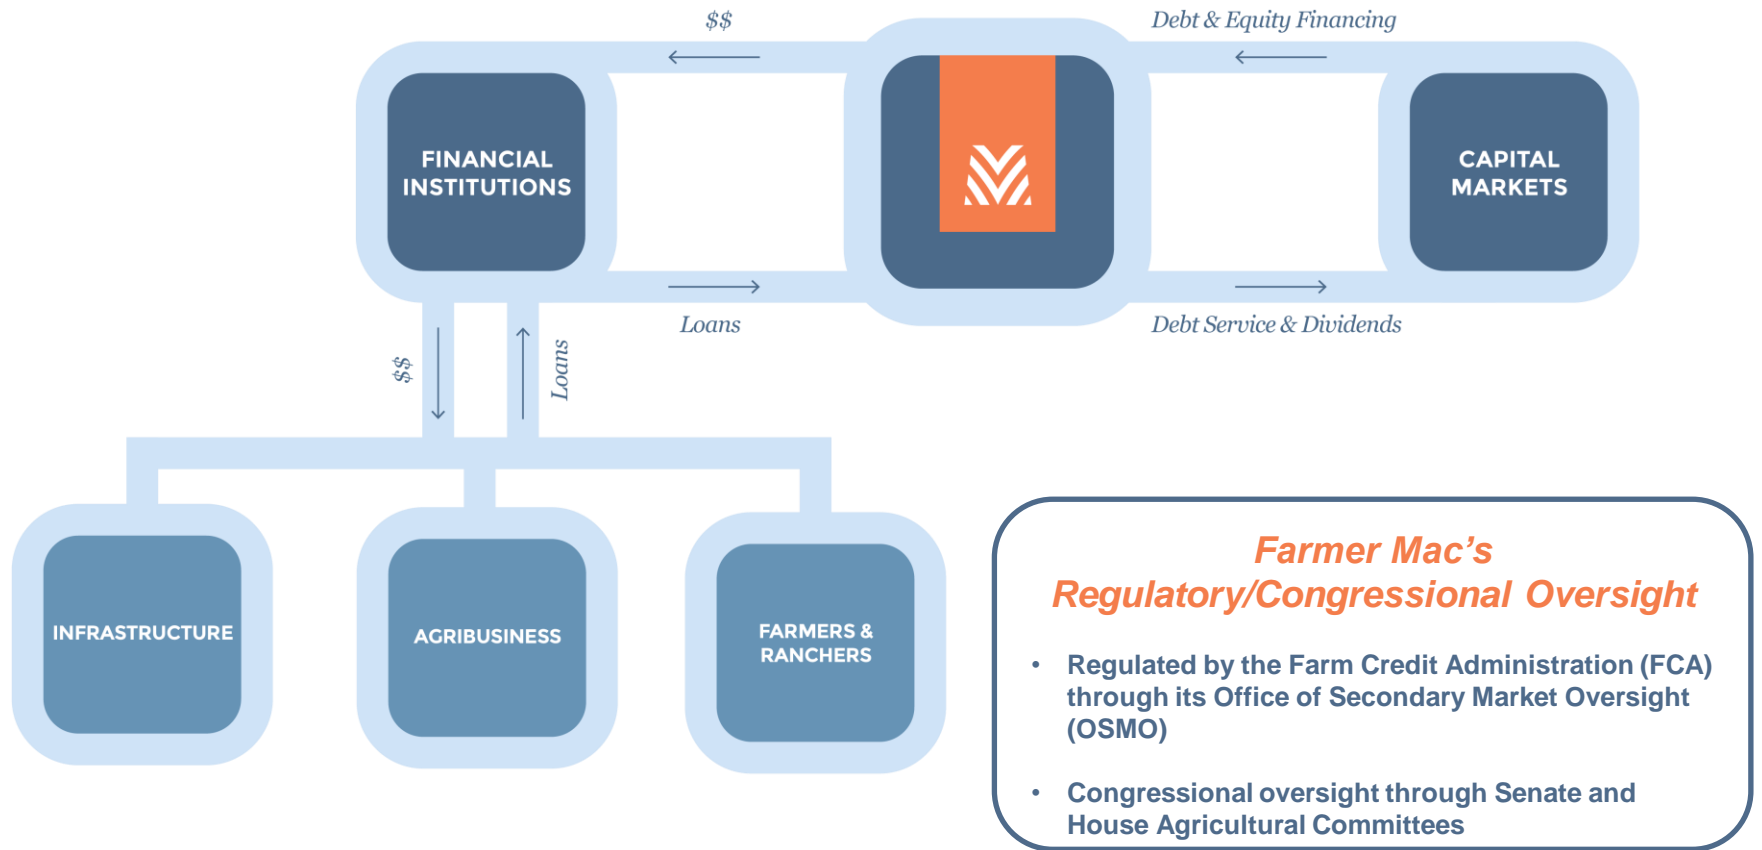 $$
Debt & Equity Financing
FINANCIAL
INSTITUTIONS
CAPITAL
MARKETS
Loans
Debt Service & Dividends
$$
Loans
INFRASTRUCTURE
AGRIBUSINESS
FARMERS &
RANCHERS
Farmer Mac’s
Regulatory/Congressional Oversight
• Regulated by the Farm Credit Administration (FCA)
through its Office of Secondary Market Oversight
(OSMO)
• Congressional oversight through Senate and
House Agricultural Committees